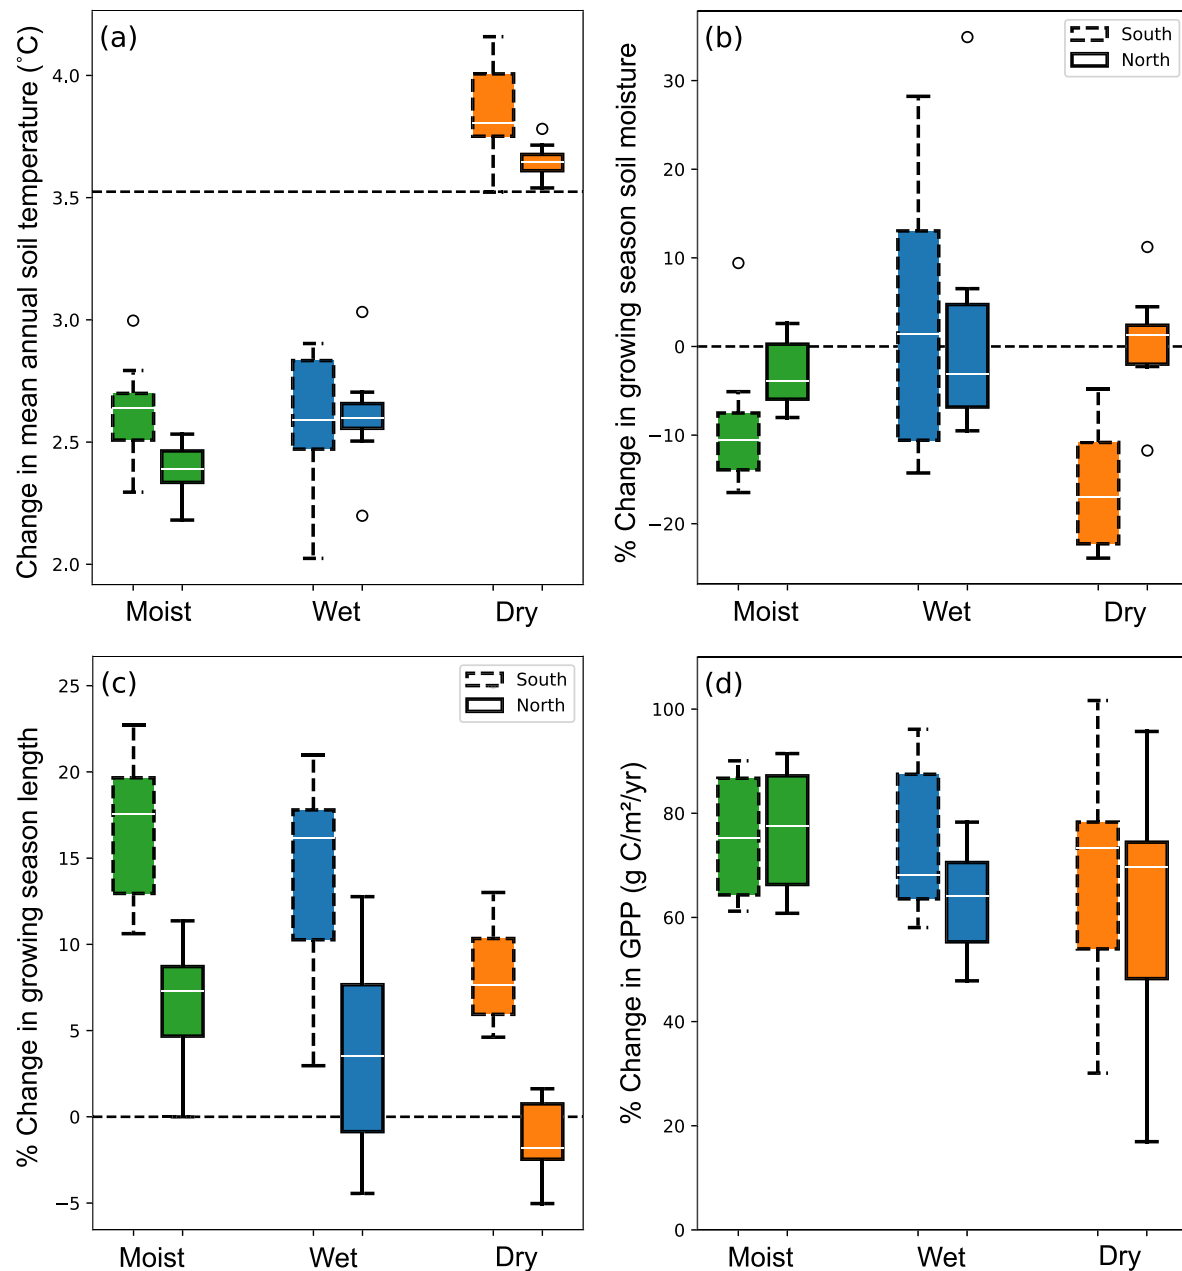 (a)
Change in mean annual soil temperature (˚C)
4.0
3.5
3.0
2.5
2.0
Moist Wet Dry
(b)
South
North
% Change in growing season soil moisture
30
20
10
0
−10
−20
Moist Wet Dry
(c)
South
North
% Change in growing season length
25
20
15
10
5
0
−5
Moist Wet Dry
(d)
% Change in GPP (g C/m²/yr)
100
80
60
40
20
0
Moist Wet Dry